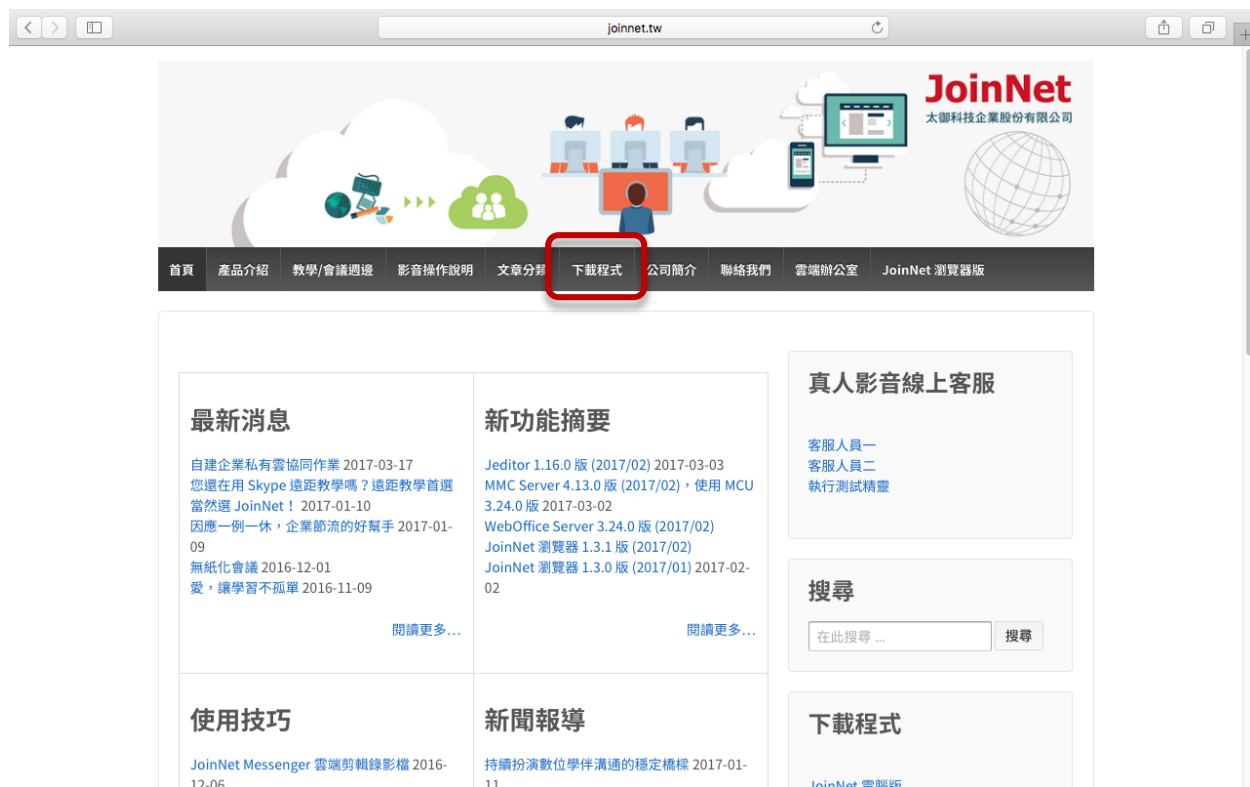 joinnet.tw
JoinNet
太御科技企業股份有限公司
首頁 產品介紹 教學/會議週邊 影音操作說明 文章分類 下載程式 公司簡介 聯絡我們 雲端辦公室 JoinNet 瀏覽器版
最新消息
自建企業私有雲協同作業 2017-03-17
您還在用 Skype 遠距教學嗎？遠距教學首選
當然選 JoinNet！ 2017-01-10
因應一例一休，企業節流的好幫手 2017-01-
09
無紙化會議 2016-12-01
愛，讓學習不孤單 2016-11-09
閱讀更多…
新功能摘要
Jeditor 1.16.0 版 (2017/02) 2017-03-03
MMC Server 4.13.0 版 (2017/02)，使用 MCU
3.24.0 版 2017-03-02
WebOffice Server 3.24.0 版 (2017/02)
JoinNet 瀏覽器 1.3.1 版 (2017/02)
JoinNet 瀏覽器 1.3.0 版 (2017/01) 2017-02-
02
閱讀更多…
真人影音線上客服
客服人員一
客服人員二
執行測試精靈
搜尋
在此搜尋 ...
搜尋
使用技巧
JoinNet Messenger 雲端剪輯錄影檔 2016-
12-06
新聞報導
持續扮演數位學伴溝通的穩定橋樑 2017-01-
11
下載程式
JoinNet 電腦版